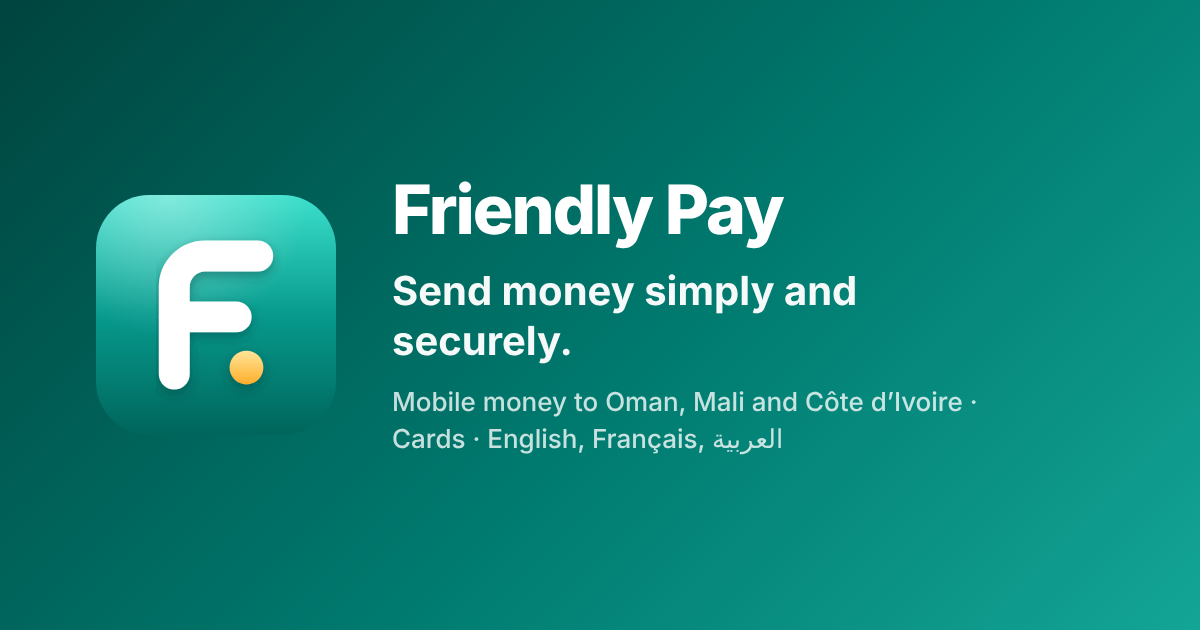 F.
Friendly Pay
Send money simply and
securely.
Mobile money to Oman, Mali and Côte d’Ivoire ·
Cards · English, Français, العربية